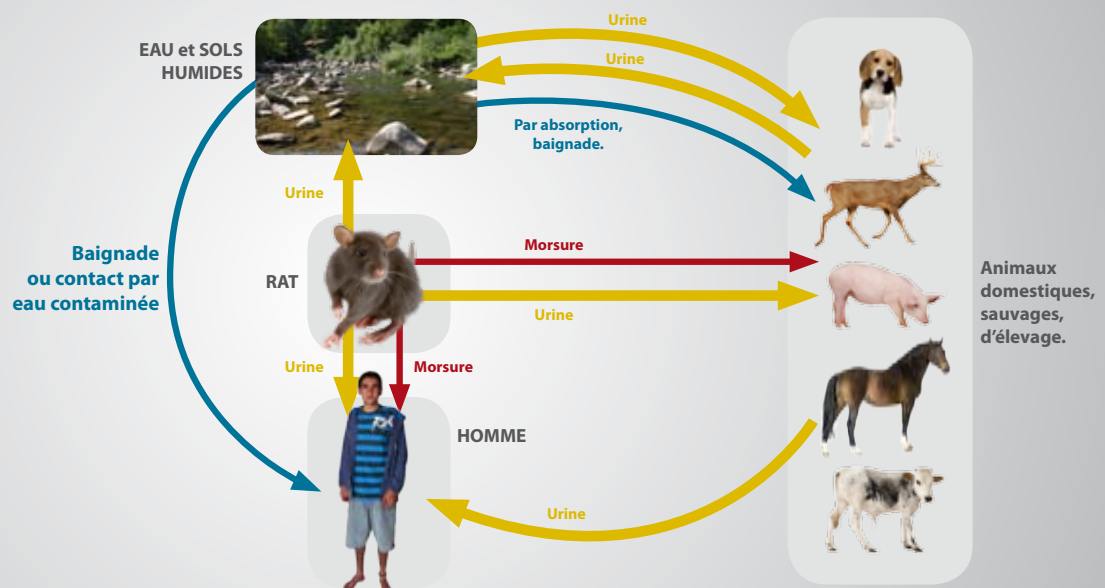 EAU et SOLS
HUMIDES
Urine
Urine
Par absorption,
baignade.
Urine
Baignade
ou contact par
eau contaminée
RAT
Morsure
Urine
Animaux
domestiques,
sauvages,
d’élevage.
Urine
Morsure
HOMME
Urine